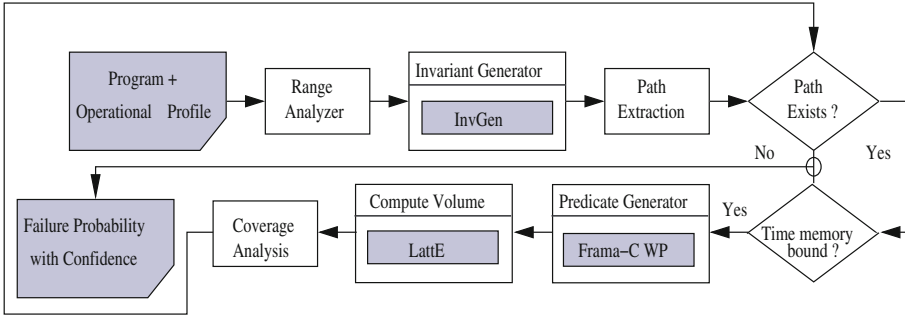 Program +
Operational Profile
Range
Analyzer
Invariant Generator
InvGen
Path
Extraction
Path
Exists ?
No
Yes
Failure Probability
with Confidence
Coverage
Analysis
Compute Volume
LattE
Predicate Generator
Frama−C WP
Yes
Time memory
bound ?